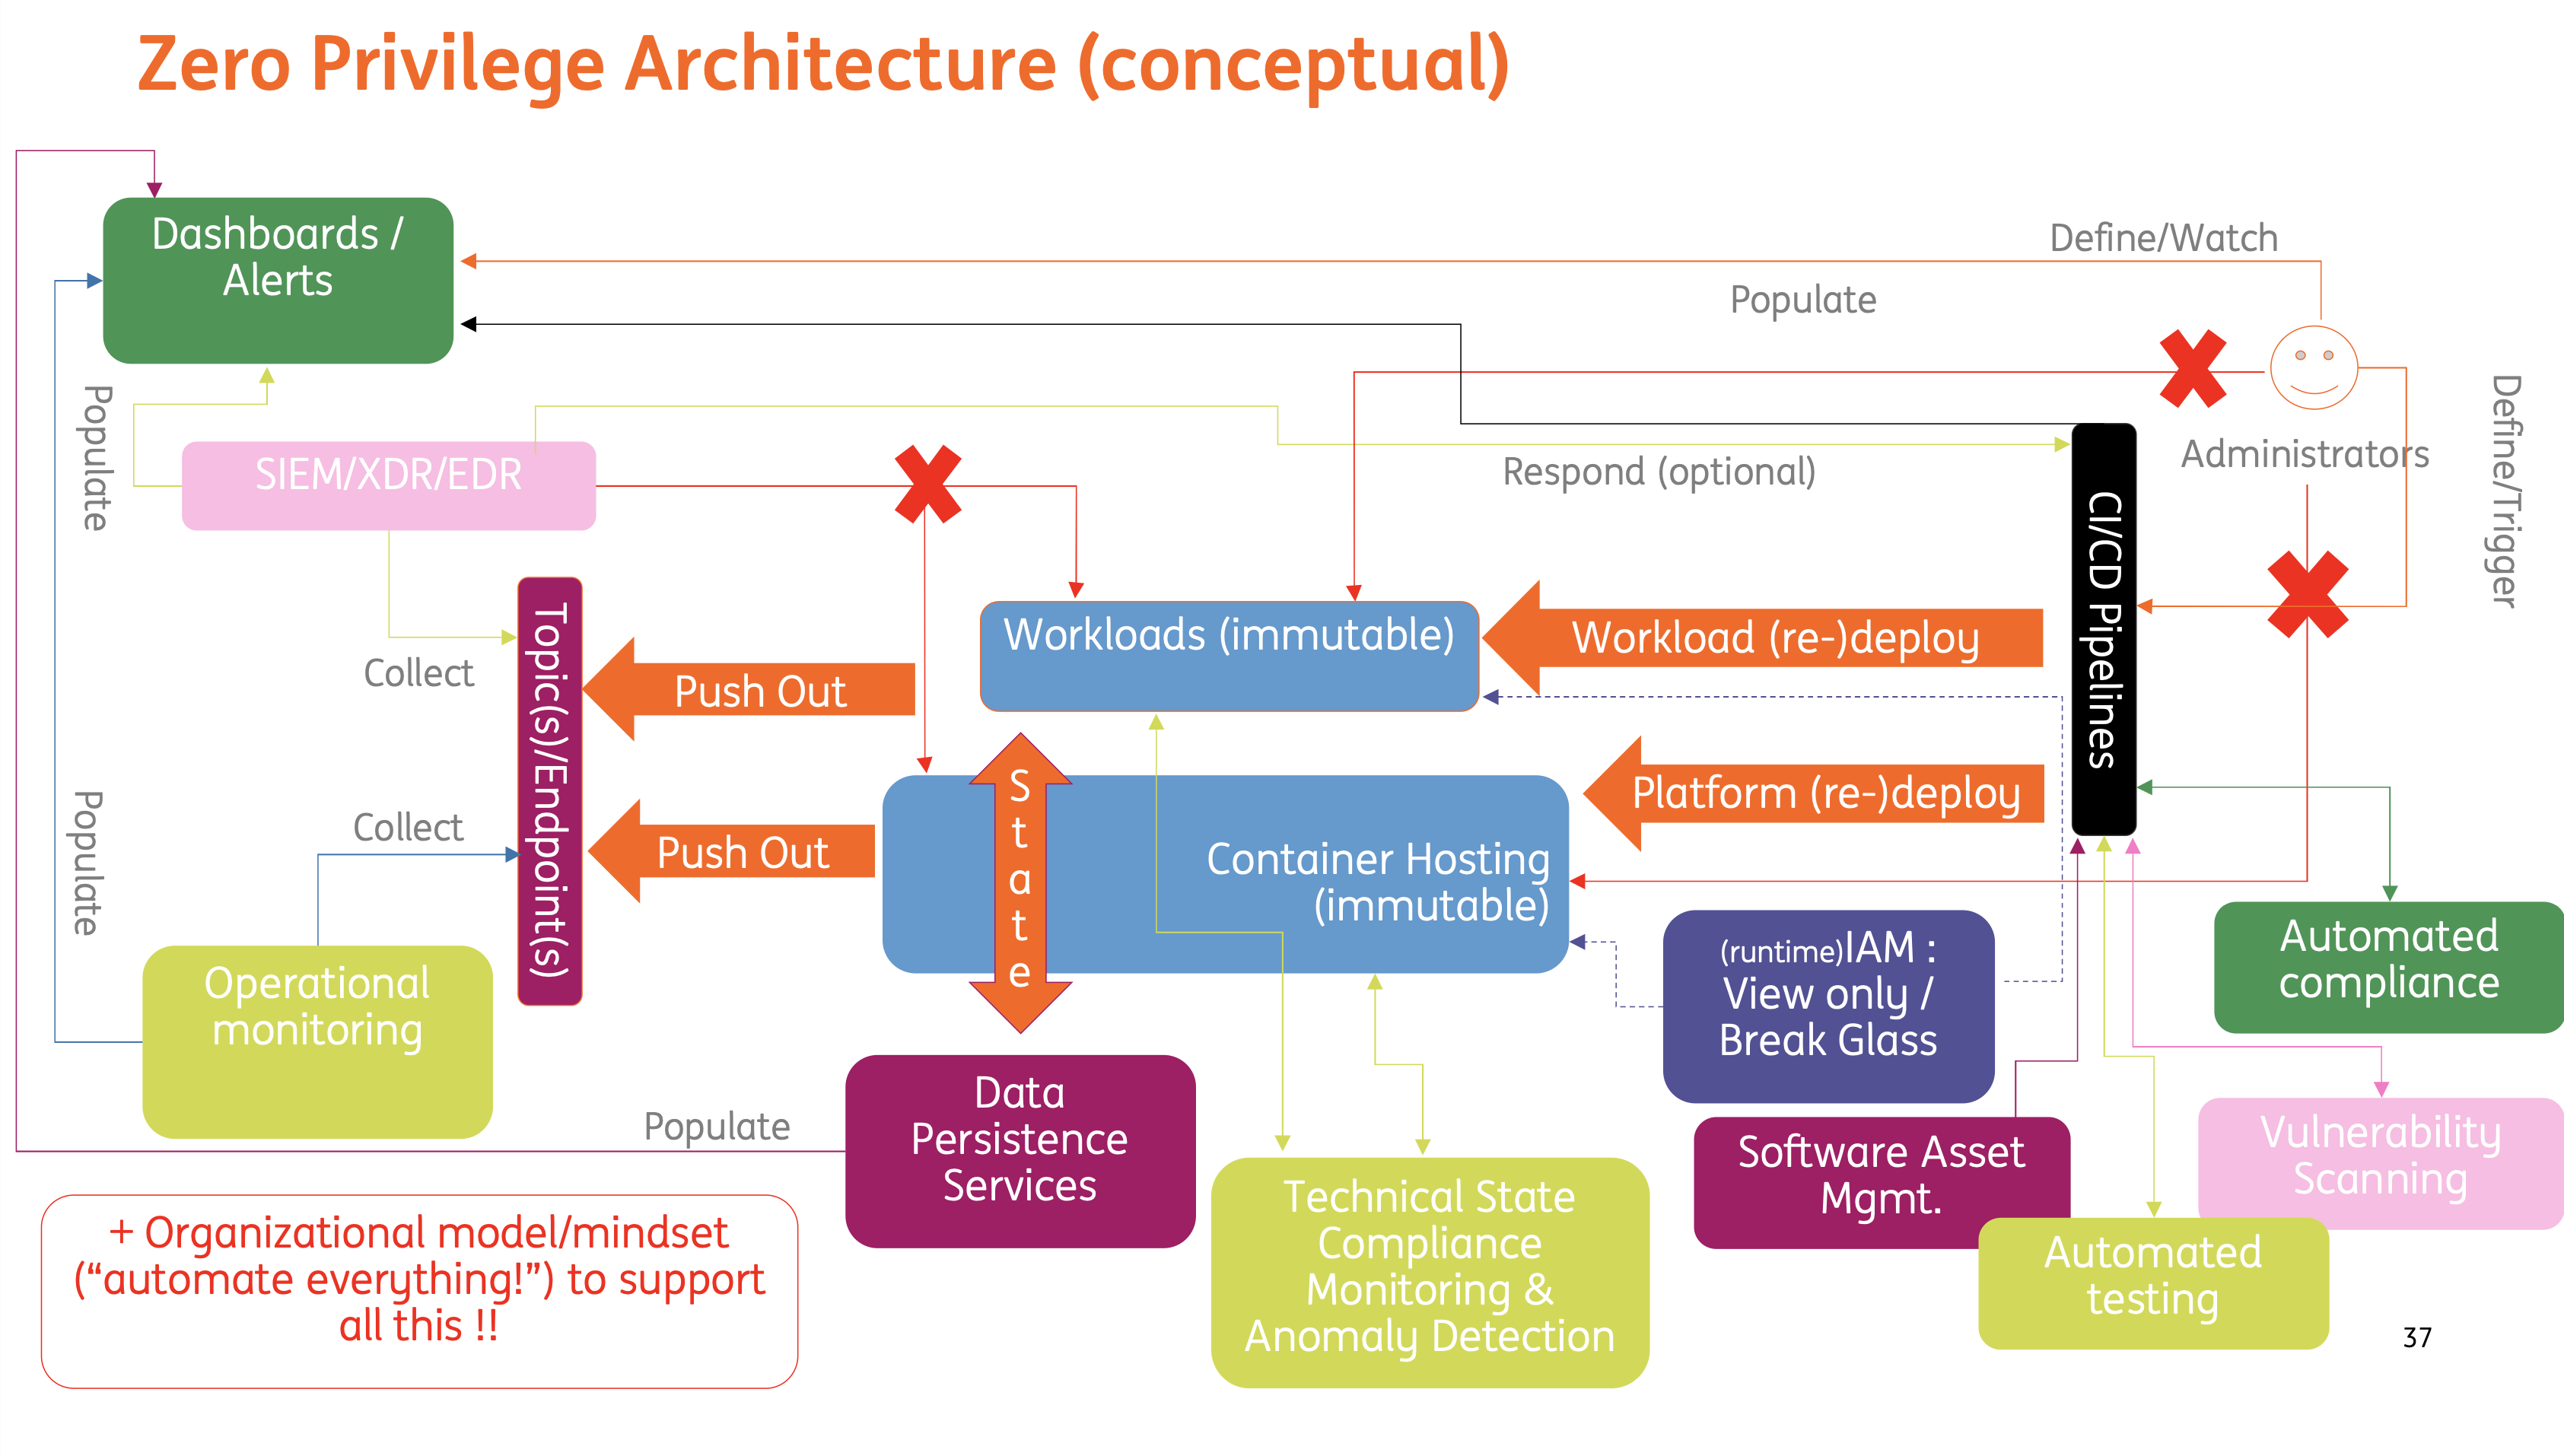 Zero Privilege Architecture (conceptual)
Dashboards /
Alerts
Define/Watch
Populate
Populate
SIEM/XDR/EDR
Respond (optional)
Administrators
Define/Trigger
CI/CD Pipelines
Topic(s)/Endpoint(s)
Workloads (immutable)
Workload (re-)deploy
Collect
Push Out
State
Platform (re-)deploy
Populate
Collect
Push Out
Container Hosting
(immutable)
Operational
monitoring
(runtime)IAM :
View only /
Break Glass
Automated
compliance
Populate
Data
Persistence
Services
Technical State
Compliance
Monitoring &
Anomaly Detection
Software Asset
Mgmt.
Vulnerability
Scanning
Automated
testing
+ Organizational model/mindset
(“automate everything!”) to support
all this !!
37